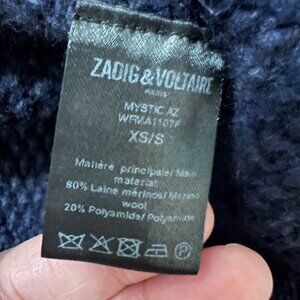 ZADIG&VOLTAIRE
PARIS
MYSTIC AZ
XS/S
Matière principale/ Main
material:
80% Laine mérinos/ Merino
wool
20% Polyamide/ Polyamide
P